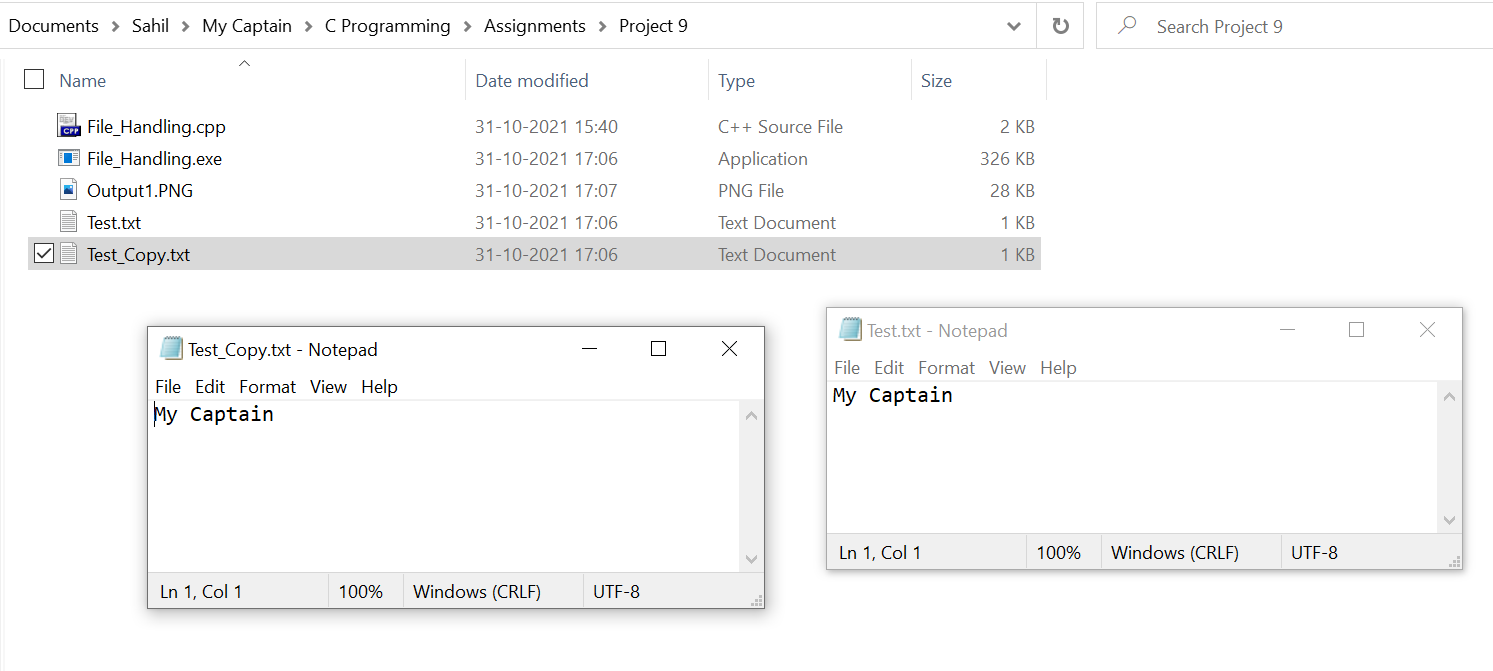 Documents > Sahil > My Captain > C Programming > Assignments > Project 9
Search Project 9
Name Date modified Type Size
File_Handling.cpp 31-10-2021 15:40 C++ Source File 2 KB
File_Handling.exe 31-10-2021 17:06 Application 326 KB
Output1.PNG 31-10-2021 17:07 PNG File 28 KB
Test.txt 31-10-2021 17:06 Text Document 1 KB
Test_Copy.txt 31-10-2021 17:06 Text Document 1 KB
Test_Copy.txt - Notepad
File Edit Format View Help
My Captain
Ln 1, Col 1 100% Windows (CRLF) UTF-8
Test.txt - Notepad
File Edit Format View Help
My Captain
Ln 1, Col 1 100% Windows (CRLF) UTF-8